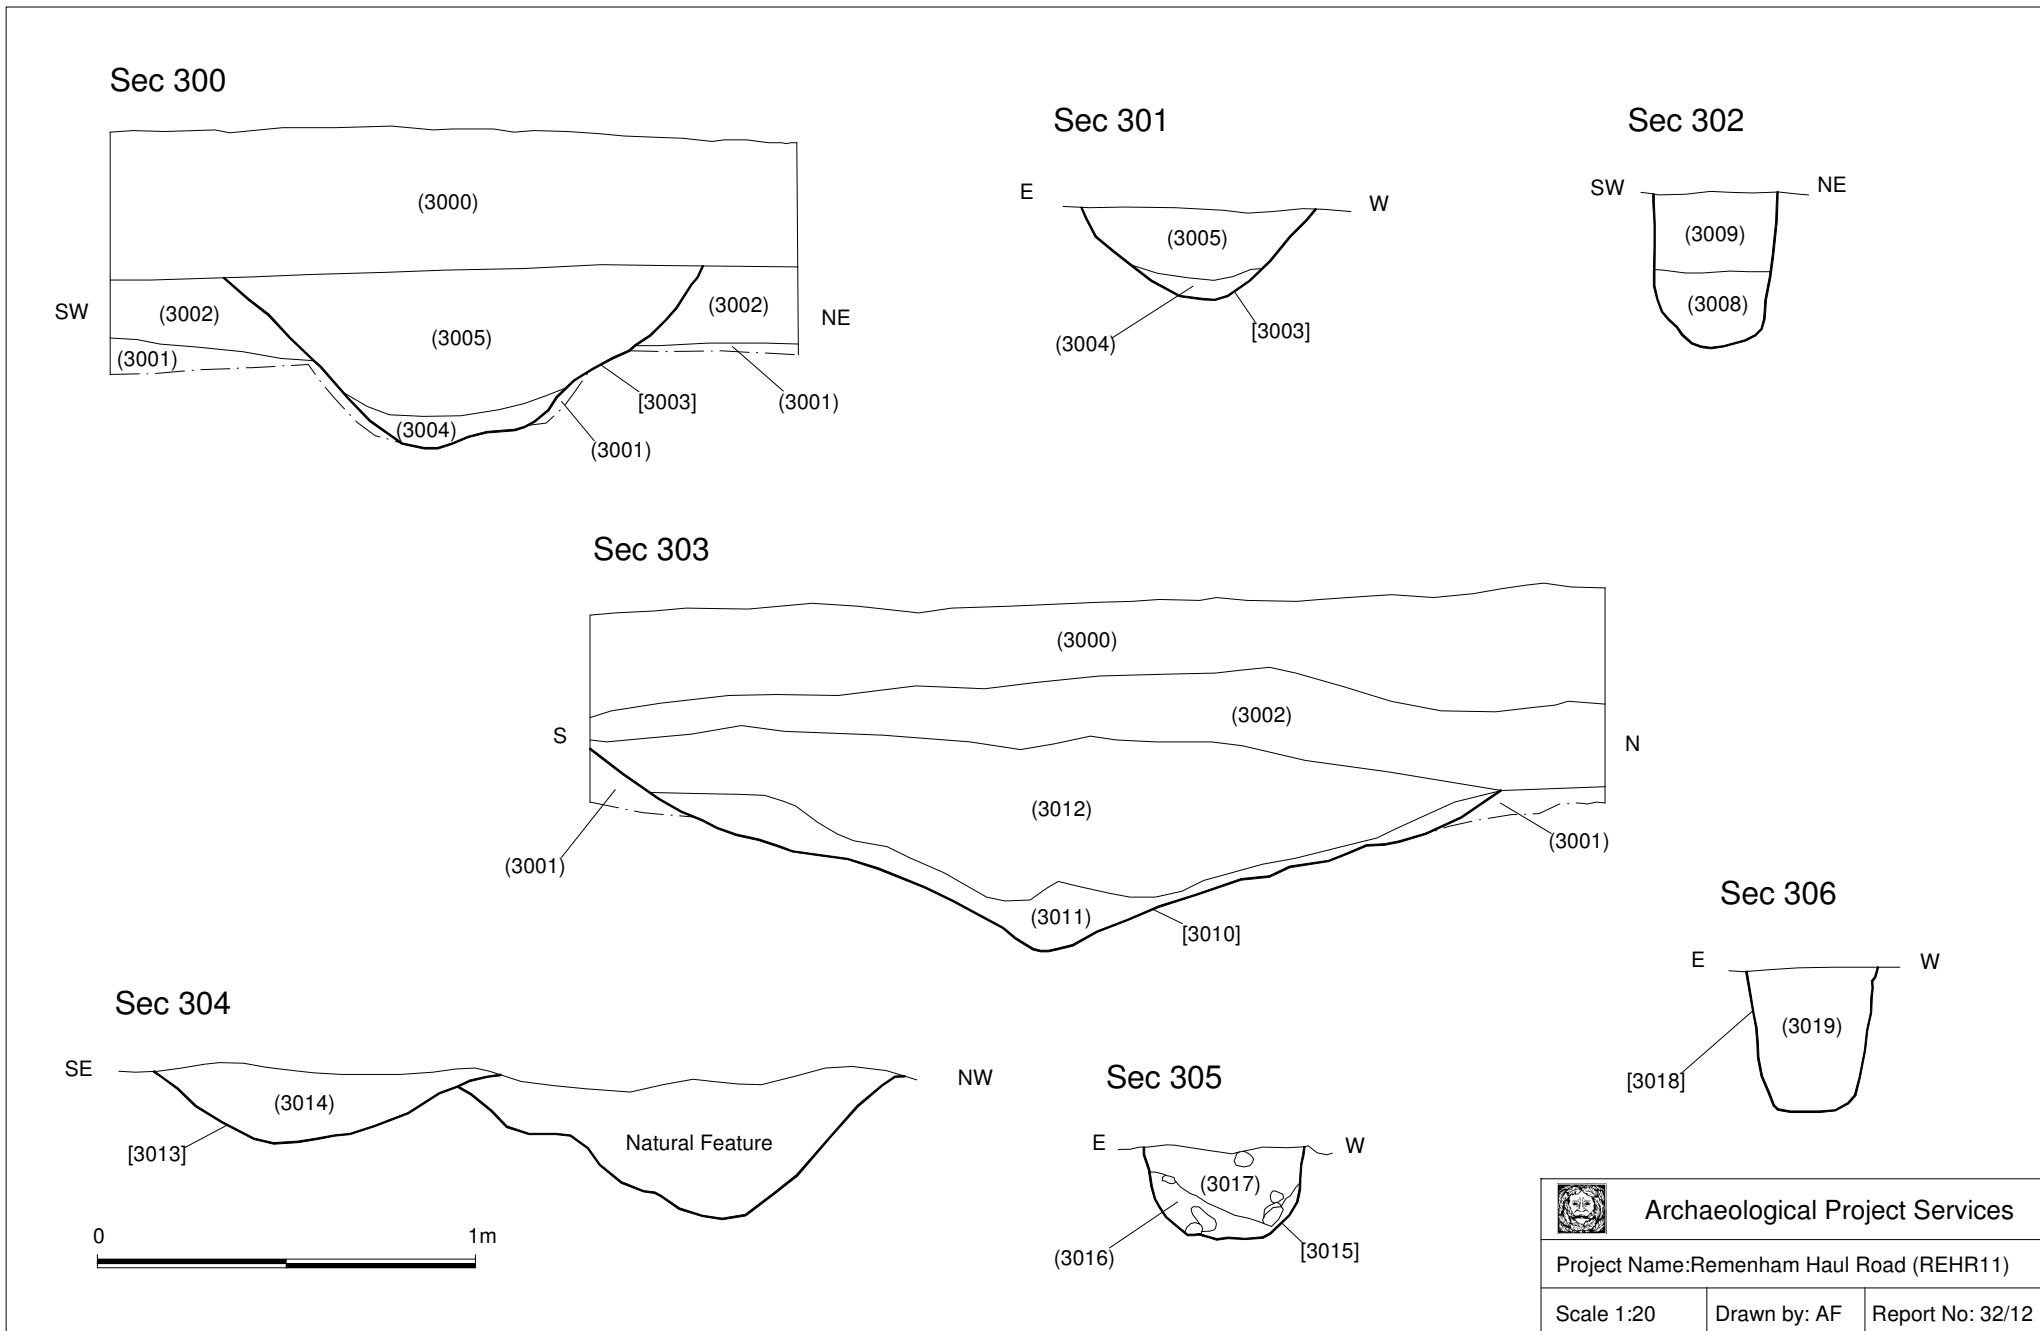 Sec 300
(3000)
SW
(3002)
(3005)
(3002)
NE
(3001)
(3004)
[3003]
(3001)
(3001)
Sec 301
E
W
(3005)
(3004)
[3003]
Sec 302
SW
NE
(3009)
(3008)
Sec 303
(3000)
S
(3002)
N
(3012)
(3001)
(3001)
(3011)
[3010]
Sec 304
SE
NW
(3014)
[3013]
Natural Feature
0
1m
Sec 305
E
W
(3017)
(3016)
[3015]
Sec 306
E
W
(3019)
[3018]
Archaeological Project Services
Project Name:Remenham Haul Road (REHR11)
Scale 1:20
Drawn by: AF
Report No: 32/12